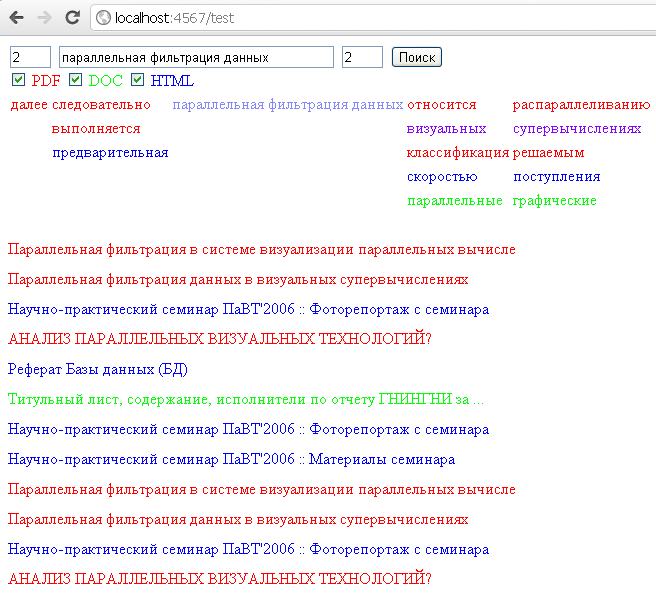 localhost:4567/test
2 параллельная фильтрация данных 2 Поиск
PDF DOC HTML
далее следовательно параллельная фильтрация данных относится распараллеливанию
выполняется визуальных супервычислениях
классификация решаемым
предварительная
скоростью поступления
параллельные графические
Параллельная фильтрация в системе визуализации параллельных вычисле
Параллельная фильтрация данных в визуальных супервычислениях
Научно-практический семинар ПаВТ'2006 :: Фоторепортаж с семинара
АНАЛИЗ ПАРАЛЛЕЛЬНЫХ ВИЗУАЛЬНЫХ ТЕХНОЛОГИЙ?
Реферат Базы данных (БД)
Титульный лист, содержание, исполнители по отчету ГНИНГНИ за ...
Научно-практический семинар ПаВТ'2006 :: Фоторепортаж с семинара
Научно-практический семинар ПаВТ'2006 :: Материалы семинара
Параллельная фильтрация в системе визуализации параллельных вычисле
Параллельная фильтрация данных в визуальных супервычислениях
Научно-практический семинар ПаВТ'2006 :: Фоторепортаж с семинара
АНАЛИЗ ПАРАЛЛЕЛЬНЫХ ВИЗУАЛЬНЫХ ТЕХНОЛОГИЙ?